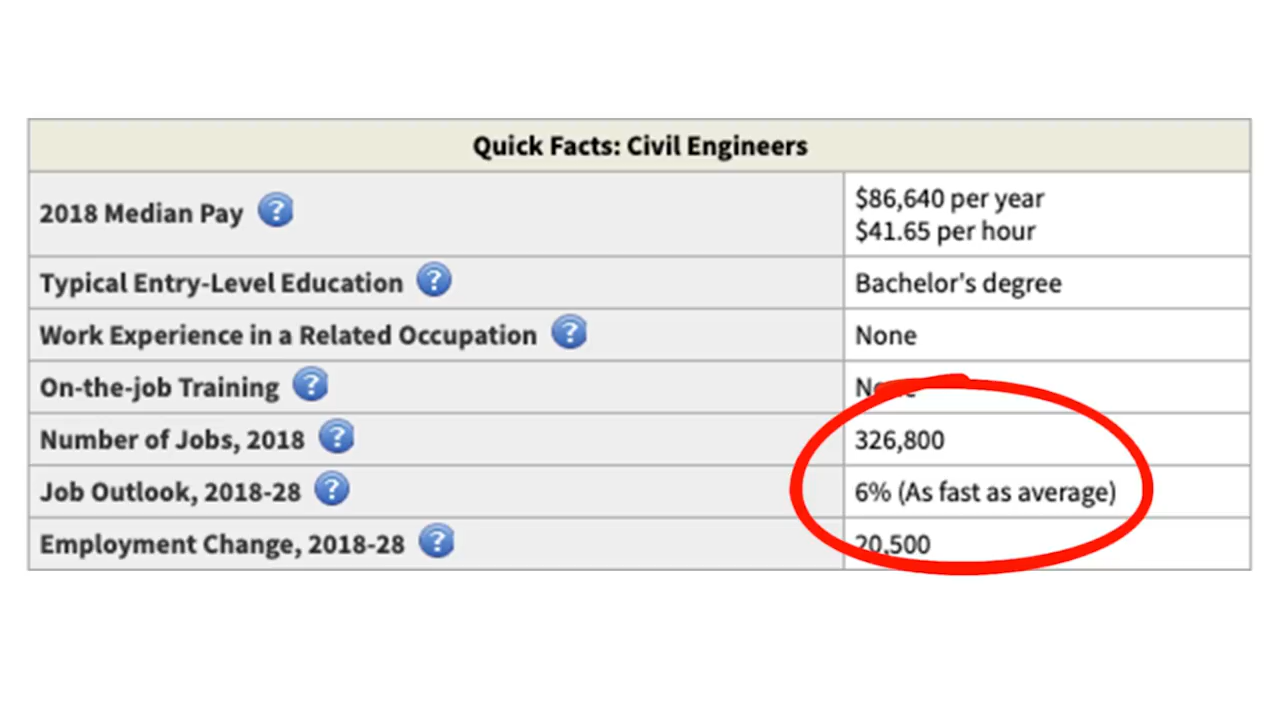 Quick Facts: Civil Engineers
2018 Median Pay ? $86,640 per year
$41.65 per hour
Typical Entry-Level Education ? Bachelor's degree
Work Experience in a Related Occupation ? None
On-the-job Training ? None
Number of Jobs, 2018 ? 326,800
Job Outlook, 2018-28 ? 6% (As fast as average)
Employment Change, 2018-28 ? 20,500